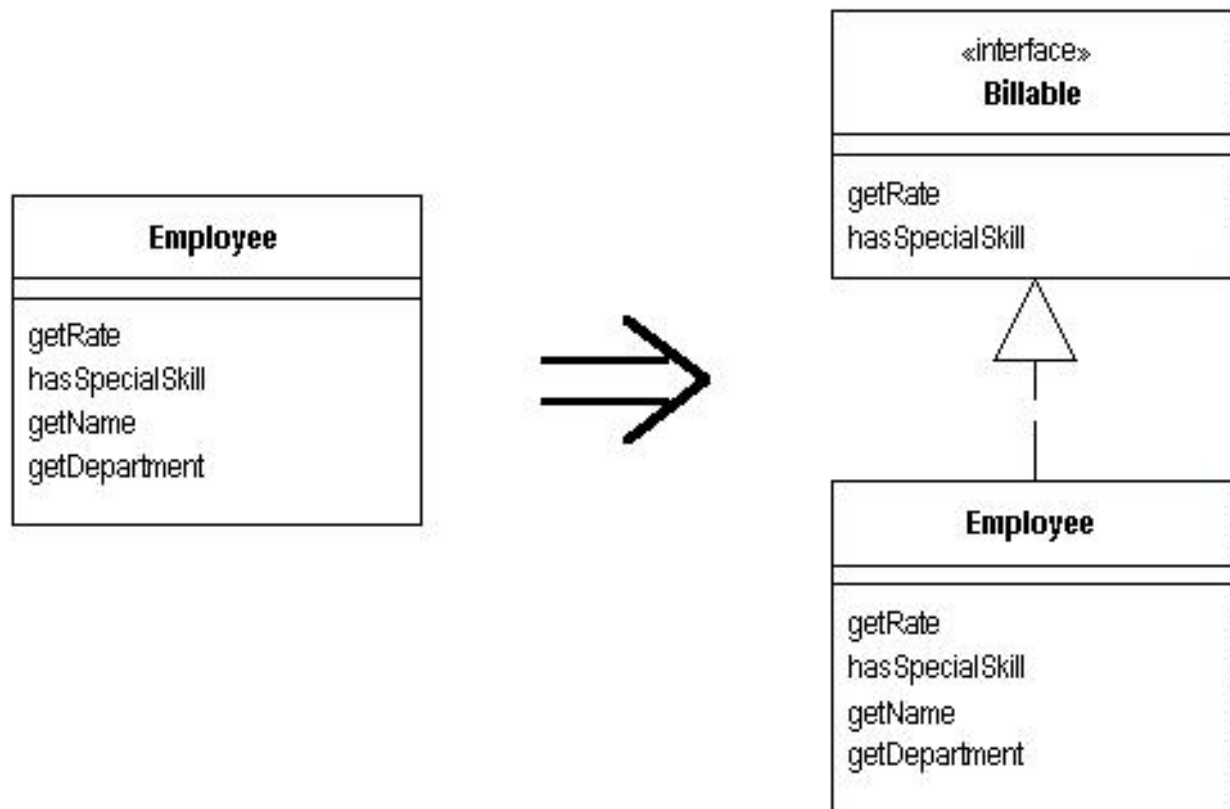 Employee
getRate
hasSpecialSkill
getName
getDepartment
«interface»
Billable
getRate
hasSpecialSkill
Employee
getRate
hasSpecialSkill
getName
getDepartment